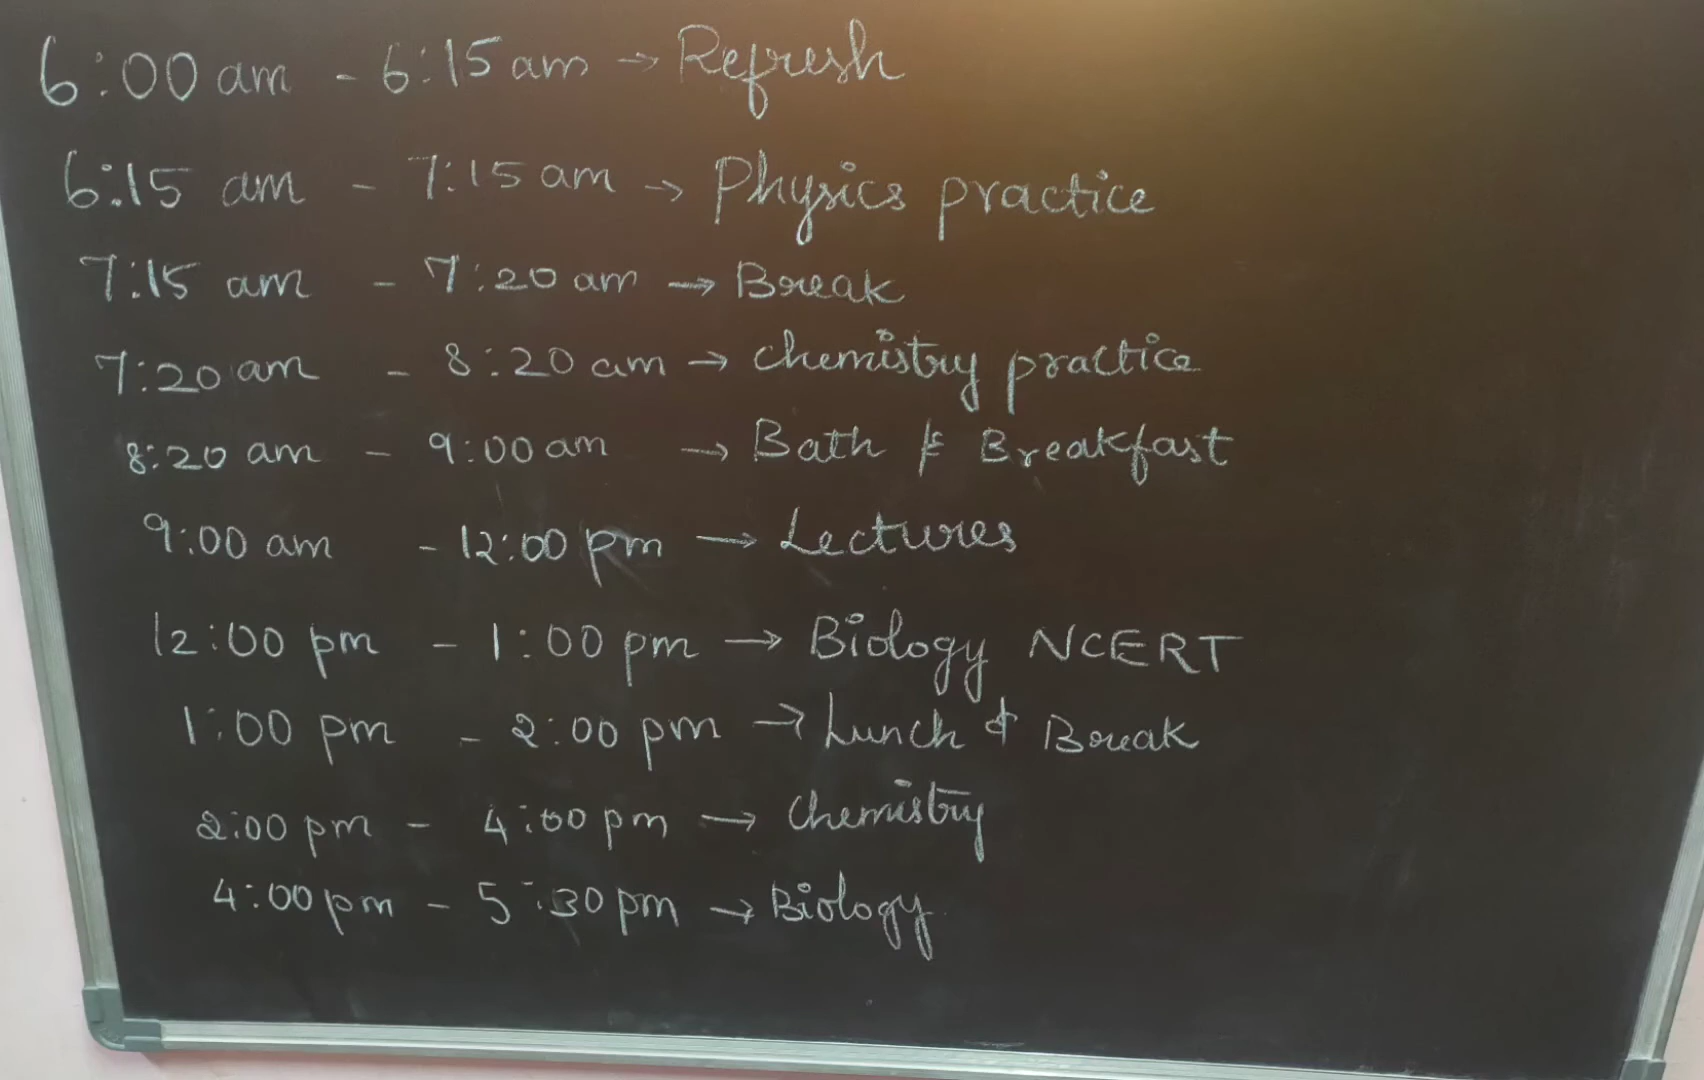 6:00 am - 6:15 am → Refresh
6:15 am - 7:15 am → Physics practice
7:15 am - 7:20 am → Break
7:20 am - 8:20 am → Chemistry practice
8:20 am - 9:00 am → Bath & Breakfast
9:00 am - 12:00 pm → Lectures
12:00 pm - 1:00 pm → Biology NCERT
1:00 pm - 2:00 pm → Lunch & Break
2:00 pm - 4:00 pm → Chemistry
4:00 pm - 5:30 pm → Biology